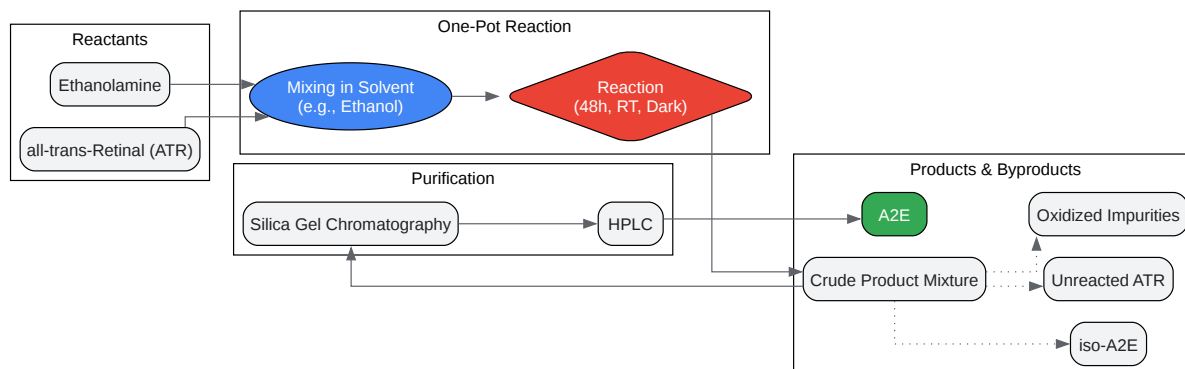 Reactants
Ethanolamine
all-trans-Retinal (ATR)
One-Pot Reaction
Mixing in Solvent
(e.g., Ethanol)
Reaction
(48h, RT, Dark)
Purification
Silica Gel Chromatography
HPLC
Products & Byproducts
A2E
Oxidized Impurities
Crude Product Mixture
Unreacted ATR
iso-A2E